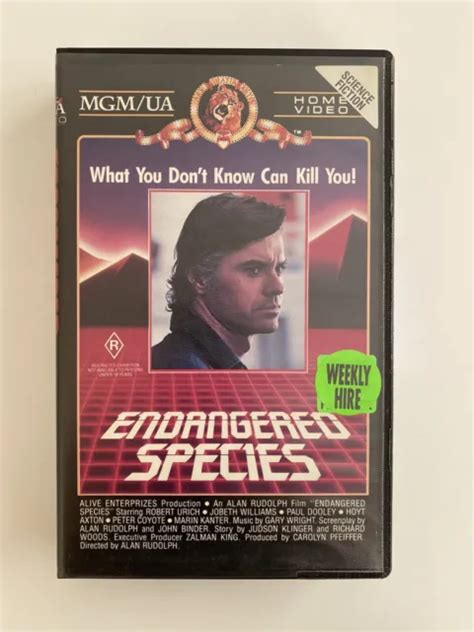 MGM/UA
HOME
VIDEO
SCIENCE
FICTION
TM
What You Don't Know Can Kill You!
R
WEEKLY
HIRE
ENDANGERED
SPECIES
ALIVE ENTERPRIZES Production • An ALAN RUDOLPH Film "ENDANGERED
SPECIES" Starring ROBERT URICH • JOBETH WILLIAMS • PAUL DOOLEY • HOYT
AXTON • PETER COYOTE • MARIN KANTER. Music by GARY WRIGHT. Screenplay by
ALAN RUDOLPH and JOHN BINDER. Story by JUDSON KLINGER and RICHARD
WOODS. Executive Producer ZALMAN KING. Produced by CAROLYN PFEIFFER.
Directed by ALAN RUDOLPH.